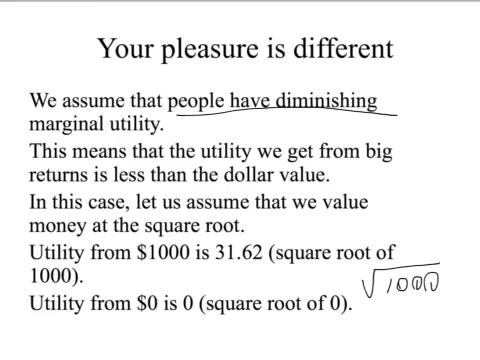 Your pleasure is different
We assume that people have diminishing
marginal utility.
This means that the utility we get from big
returns is less than the dollar value.
In this case, let us assume that we value
money at the square root.
Utility from $1000 is 31.62 (square root of
1000).
√1000
Utility from $0 is 0 (square root of 0).